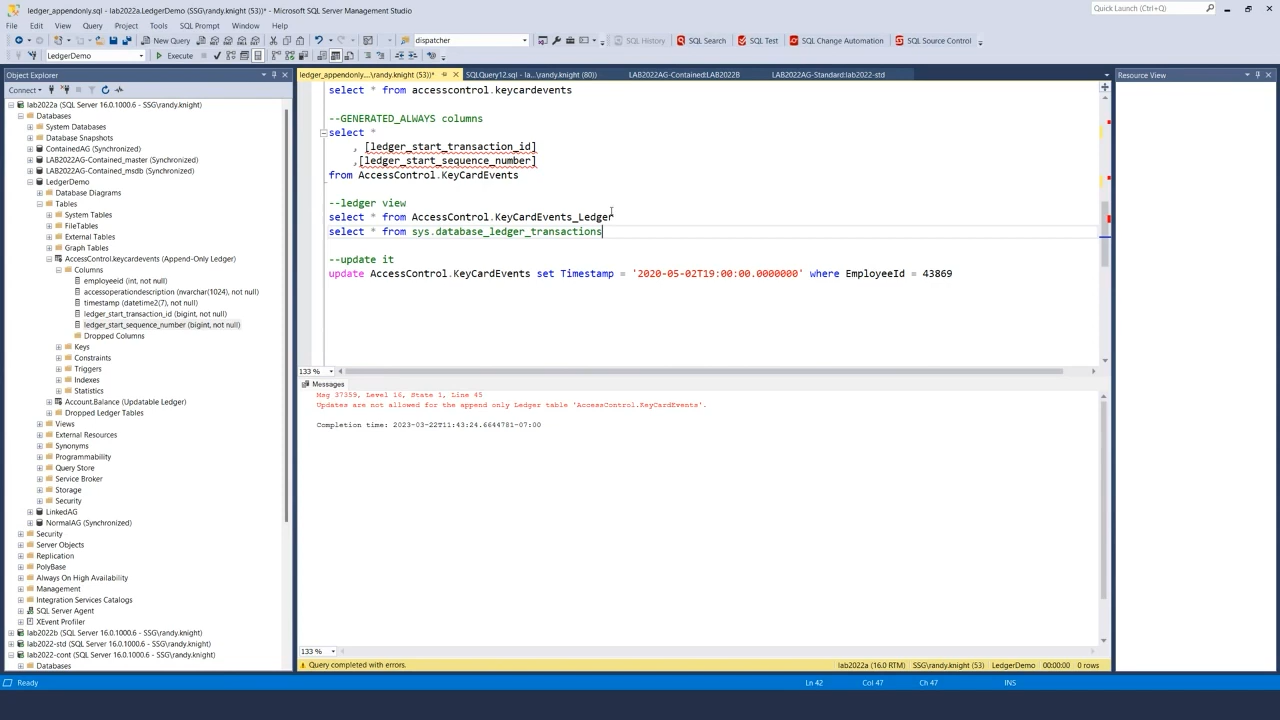 ledger_appendonly.sql - lab2022a.LedgerDemo (SSG\randy.knight (53))* - Microsoft SQL Server Management Studio
Quick Launch (Ctrl+Q)
File Edit View Query Project Tools SQL Prompt Window Help
New Query
dispatcher
SQL History SQL Search SQL Test SQL Change Automation SQL Source Control
LedgerDemo
Execute
Object Explorer
ledger_appendonly....\randy.knight (53))*
SQLQuery12.sql - la...\randy.knight (80))
LAB2022AG-Contained:LAB2022B
LAB2022AG-Standard:lab2022-std
Resource View
Connect
lab2022a (SQL Server 16.0.1000.6 - SSG\randy.knight)
Databases
System Databases
Database Snapshots
ContainedAG (Synchronized)
LAB2022AG-Contained_master (Synchronized)
LAB2022AG-Contained_msdb (Synchronized)
LedgerDemo
Database Diagrams
Tables
System Tables
FileTables
External Tables
Graph Tables
AccessControl.keycardevents (Append-Only Ledger)
Columns
employeeid (int, not null)
accessoperationdescription (nvarchar(1024), not null)
timestamp (datetime2(7), not null)
ledger_start_transaction_id (bigint, not null)
ledger_start_sequence_number (bigint, not null)
Dropped Columns
Keys
Constraints
Triggers
Indexes
Statistics
Account.Balance (Updatable Ledger)
Dropped Ledger Tables
Views
External Resources
Synonyms
Programmability
Query Store
Service Broker
Storage
Security
LinkedAG
NormalAG (Synchronized)
Security
Server Objects
Replication
PolyBase
Always On High Availability
Management
Integration Services Catalogs
SQL Server Agent
XEvent Profiler
lab2022b (SQL Server 16.0.1000.6 - SSG\randy.knight)
lab2022-std (SQL Server 16.0.1000.6 - SSG\randy.knight)
lab2022-cont (SQL Server 16.0.1000.6 - SSG\randy.knight)
Databases
select * from accesscontrol.keycardevents
--GENERATED_ALWAYS columns
select *
, [ledger_start_transaction_id]
,[ledger_start_sequence_number]
from AccessControl.KeyCardEvents
--ledger view
select * from AccessControl.KeyCardEvents_Ledger
select * from sys.database_ledger_transactions
--update it
update AccessControl.KeyCardEvents set Timestamp = '2020-05-02T19:00:00.0000000' where EmployeeId = 43869
133 %
Messages
Msg 37359, Level 16, State 1, Line 45
Updates are not allowed for the append only Ledger table 'AccessControl.KeyCardEvents'.
Completion time: 2023-03-22T11:43:24.6644781-07:00
133 %
Query completed with errors.
lab2022a (16.0 RTM) SSG\randy.knight (53) LedgerDemo 00:00:00 0 rows
Ready
Ln 42 Col 47 Ch 47 INS